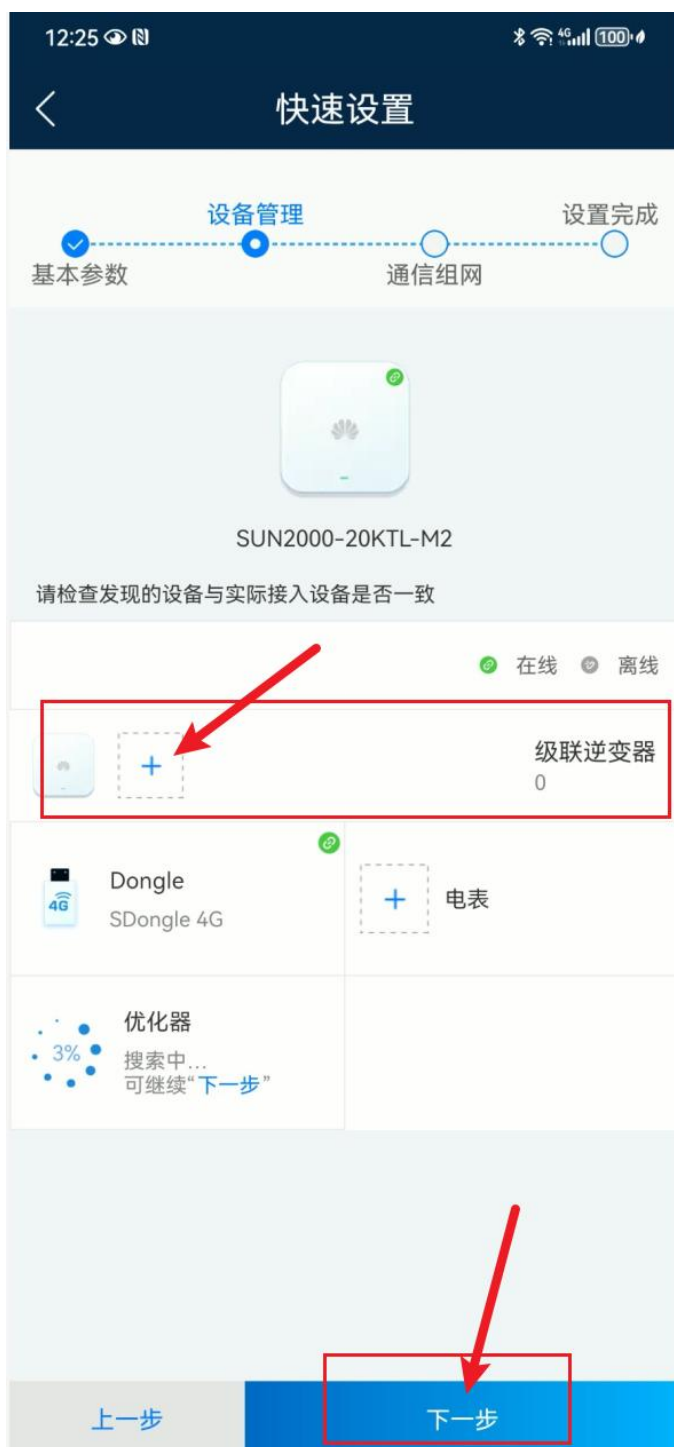 12:25
4G 100
快速设置
设备管理 设置完成
基本参数 通信组网
SUN2000-20KTL-M2
请检查发现的设备与实际接入设备是否一致
在线 离线
级联逆变器
0
Dongle
4G
SDongle 4G
电表
优化器
3%
搜索中...
可继续“下一步”
上一步 下一步